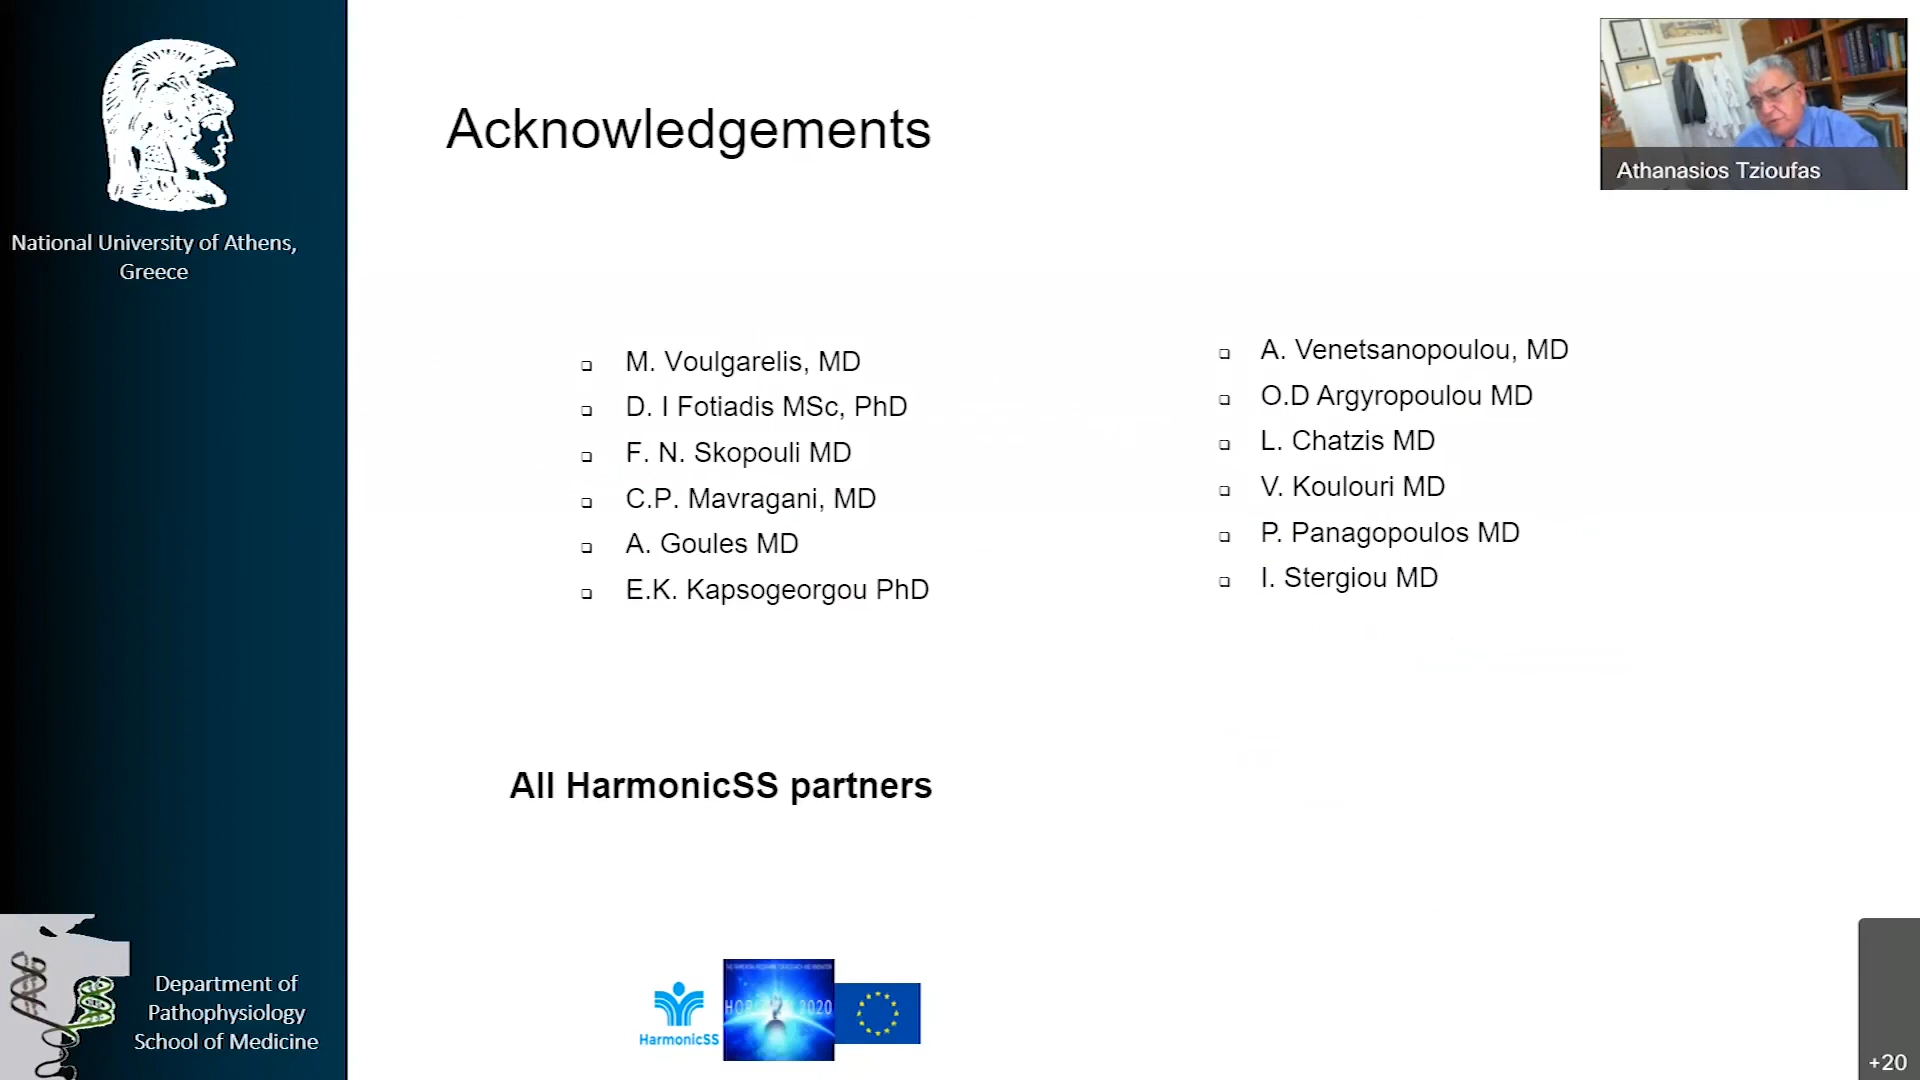 National University of Athens,
Greece
Acknowledgements
Athanasios Tzioufas
M. Voulgarelis, MD
D. I Fotiadis MSc, PhD
F. N. Skopouli MD
C.P. Mavragani, MD
A. Goules MD
E.K. Kapsogeorgou PhD
A. Venetsanopoulou, MD
O.D Argyropoulou MD
L. Chatzis MD
V. Koulouri MD
P. Panagopoulos MD
I. Stergiou MD
All HarmonicSS partners
Department of
Pathophysiology
School of Medicine
HarmonicSS
2020
+20